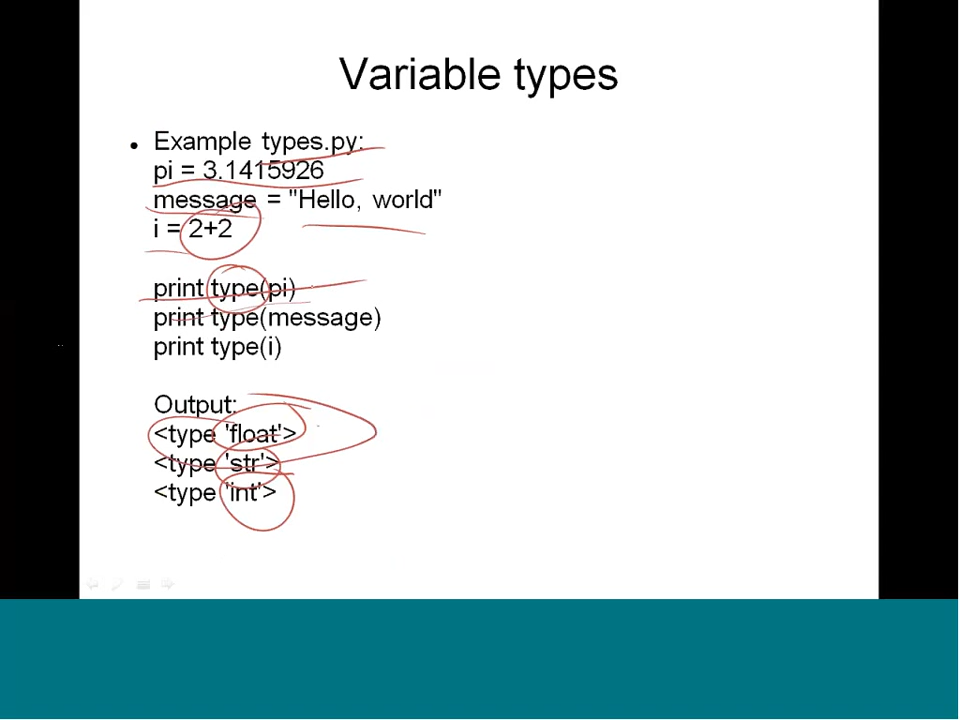 Variable types
Example types.py:
pi = 3.1415926
message = "Hello, world"
i = 2+2
print type(pi)
print type(message)
print type(i)
Output:
<type 'float'>
<type 'str'>
<type 'int'>